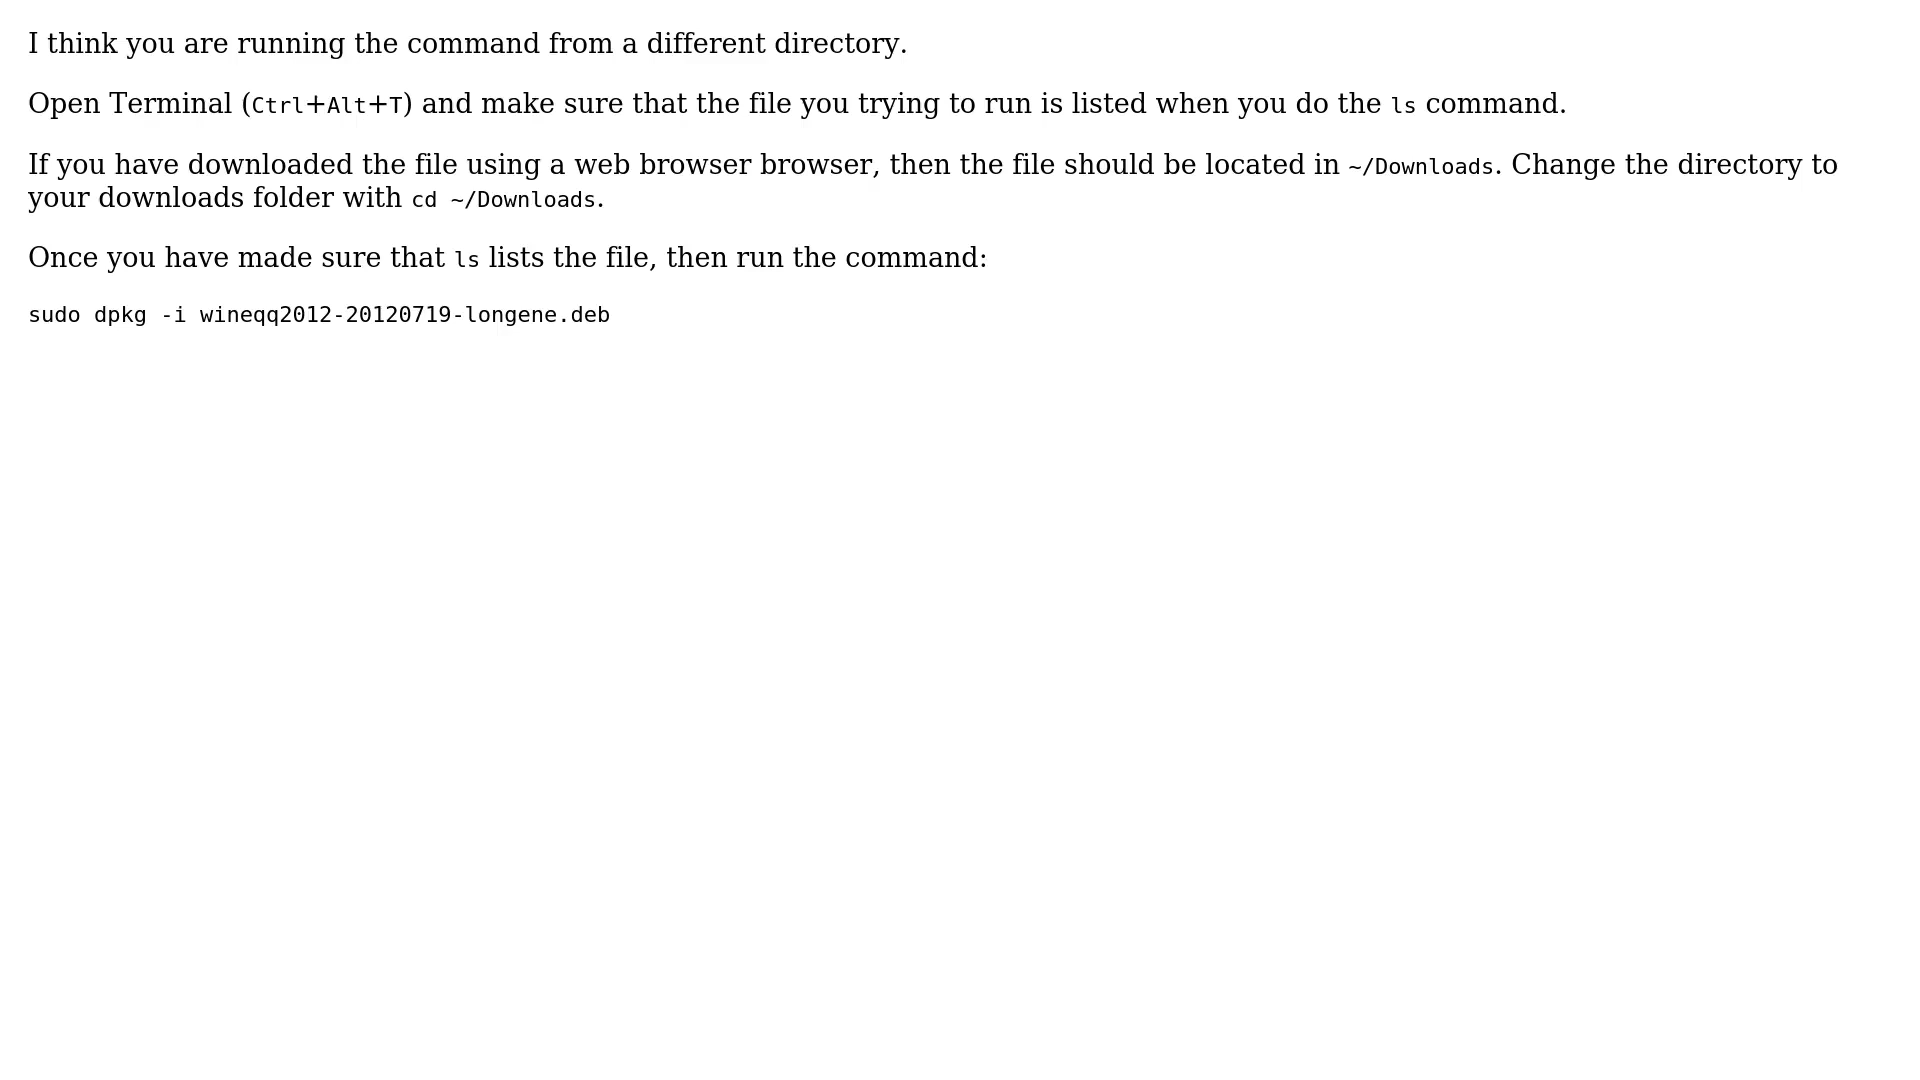 I think you are running the command from a different directory.
Open Terminal (Ctrl+Alt+T) and make sure that the file you trying to run is listed when you do the ls command.
If you have downloaded the file using a web browser browser, then the file should be located in ~/Downloads. Change the directory to
your downloads folder with cd ~/Downloads.
Once you have made sure that ls lists the file, then run the command:
sudo dpkg -i wineqq2012-20120719-longene.deb